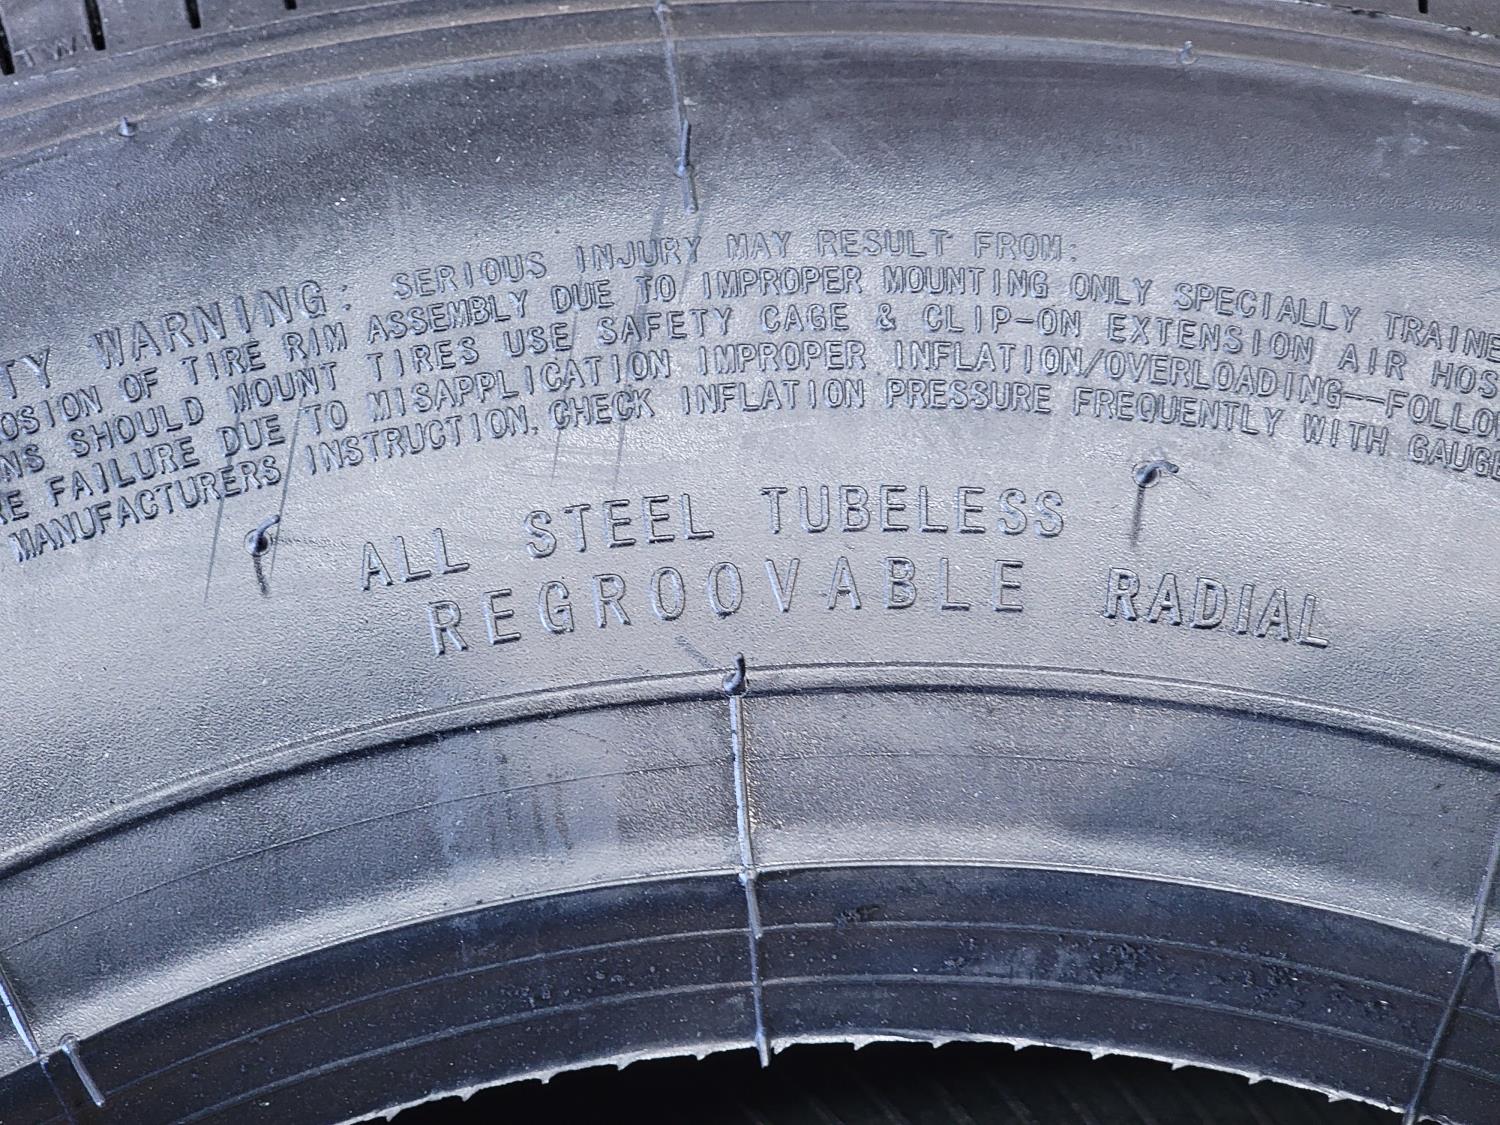 TY WARNING: SERIOUS INJURY MAY RESULT FROM:
OSION OF TIRE RIM ASSEMBLY DUE TO IMPROPER MOUNTING ONLY SPECIALLY TRAINE
NS SHOULD MOUNT TIRES USE SAFETY CAGE & CLIP-ON EXTENSION AIR HOS
RE FAILURE DUE TO MISAPPLICATION IMPROPER INFLATION/OVERLOADING--FOLLOW
MANUFACTURERS INSTRUCTION. CHECK INFLATION PRESSURE FREQUENTLY WITH GAUGE
ALL STEEL TUBELESS
REGROOVABLE RADIAL